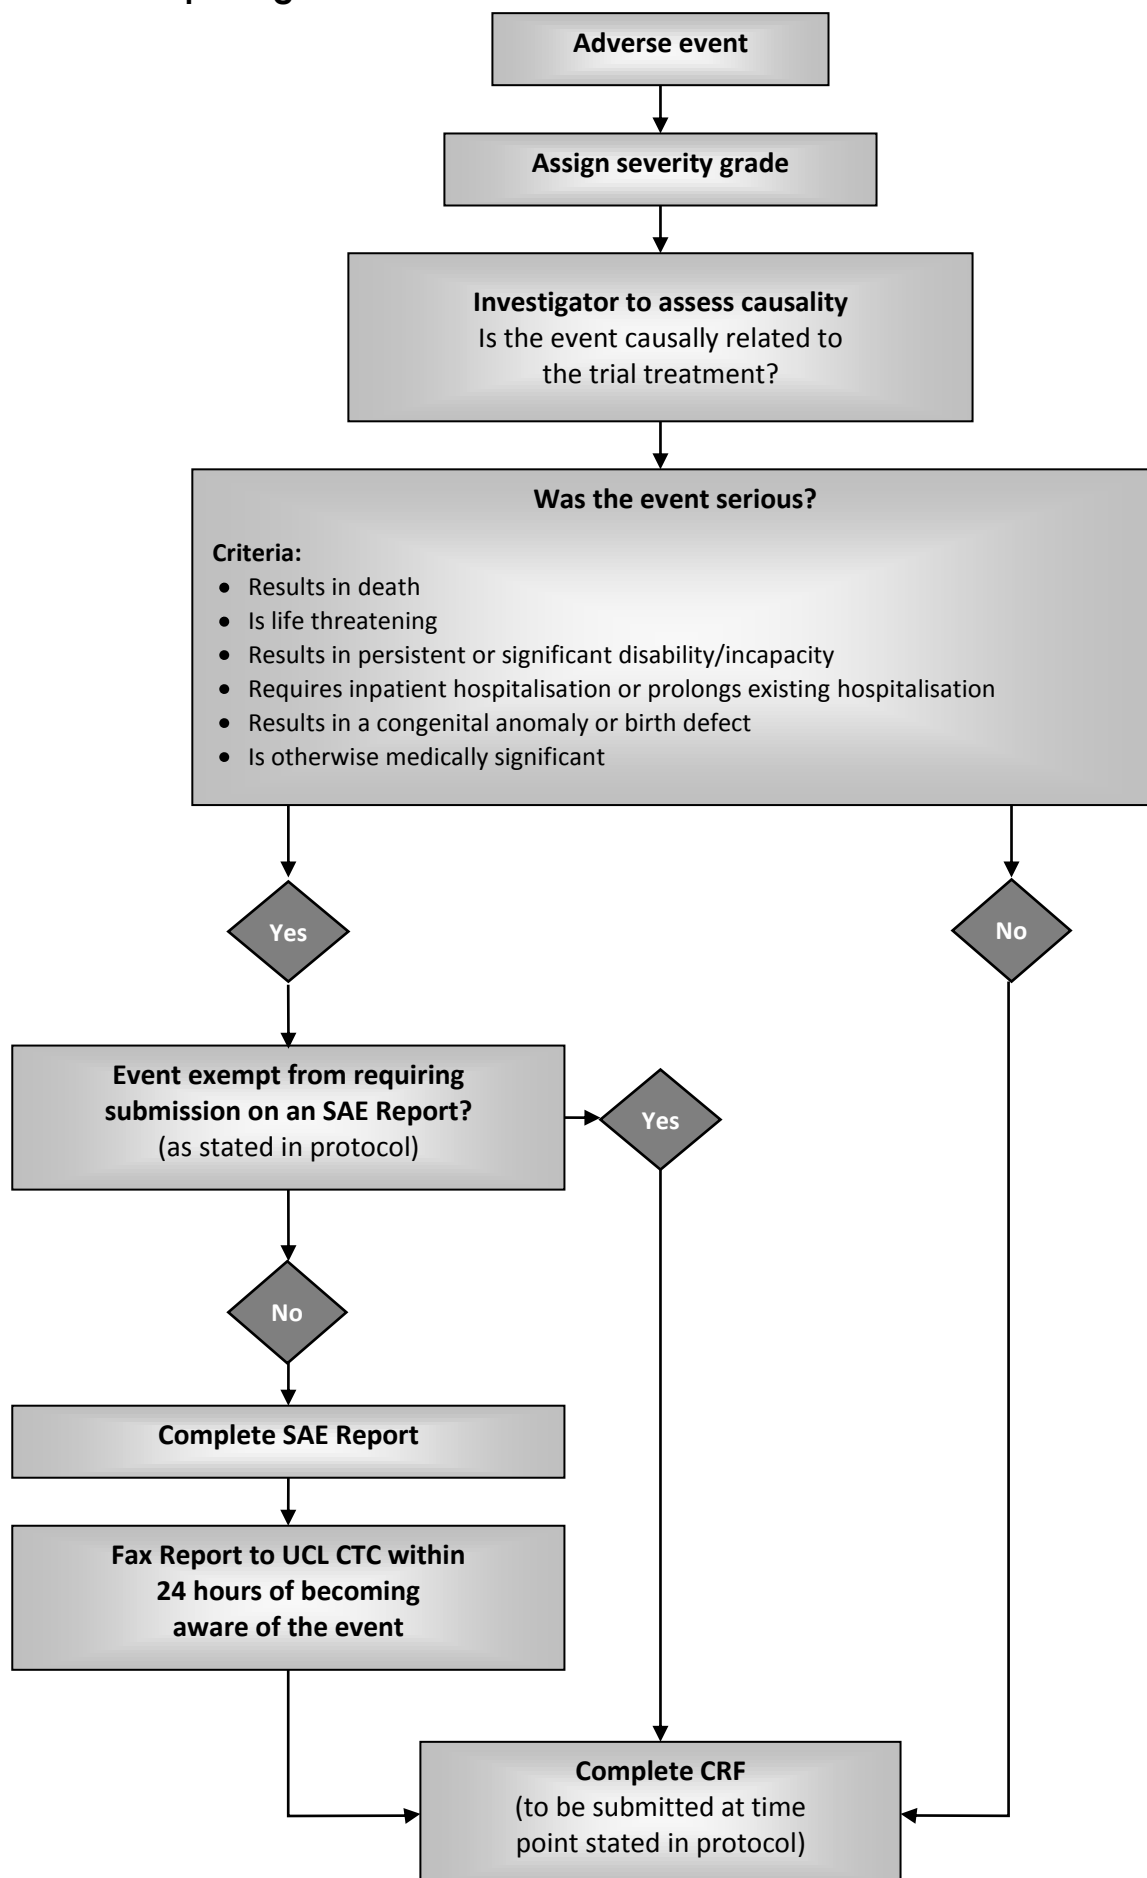 Adverse event
Assign severity grade
Investigator to assess causality
Is the event causally related to
the trial treatment?
Was the event serious?
Criteria:
• Results in death
• Is life threatening
• Results in persistent or significant disability/incapacity
• Requires inpatient hospitalisation or prolongs existing hospitalisation
• Results in a congenital anomaly or birth defect
• Is otherwise medically significant
Yes
No
Event exempt from requiring
submission on an SAE Report?
(as stated in protocol)
Yes
No
Complete SAE Report
Fax Report to UCL CTC within
24 hours of becoming
aware of the event
Complete CRF
(to be submitted at time
point stated in protocol)